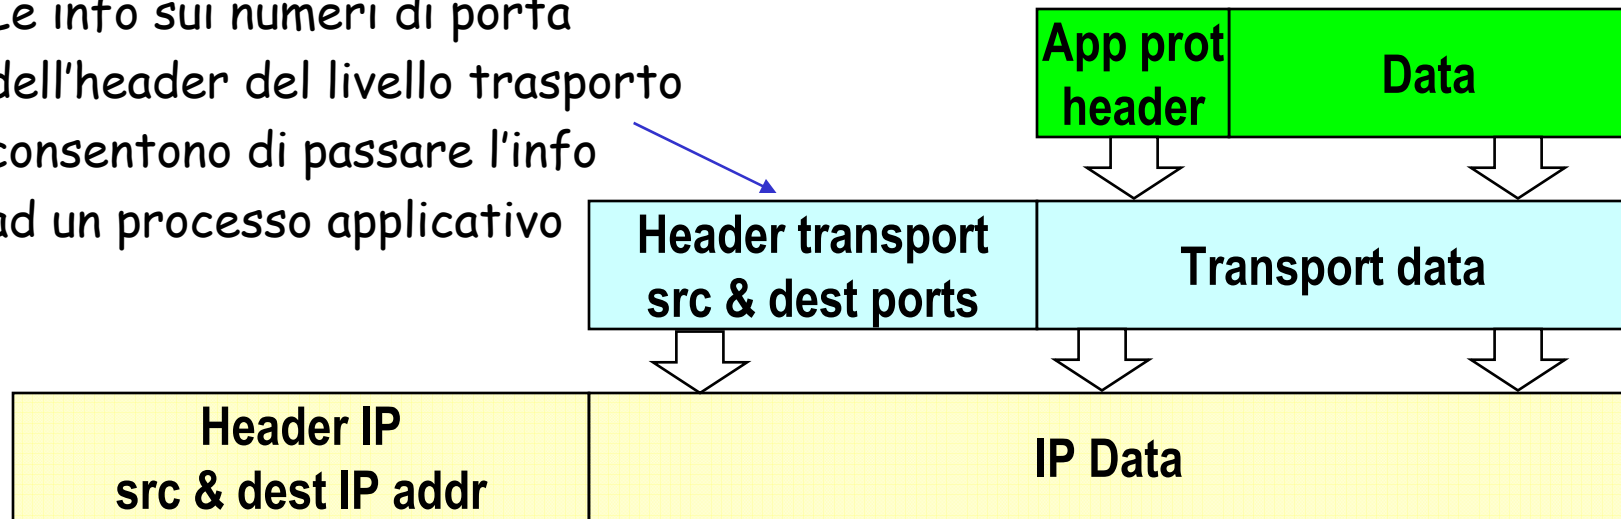 Le info sui numeri di porta
dell'header del livello trasporto
consentono di passare l'info
ad un processo applicativo
App prot
header
Data
Header transport
src & dest ports
Transport data
Header IP
src & dest IP addr
IP Data